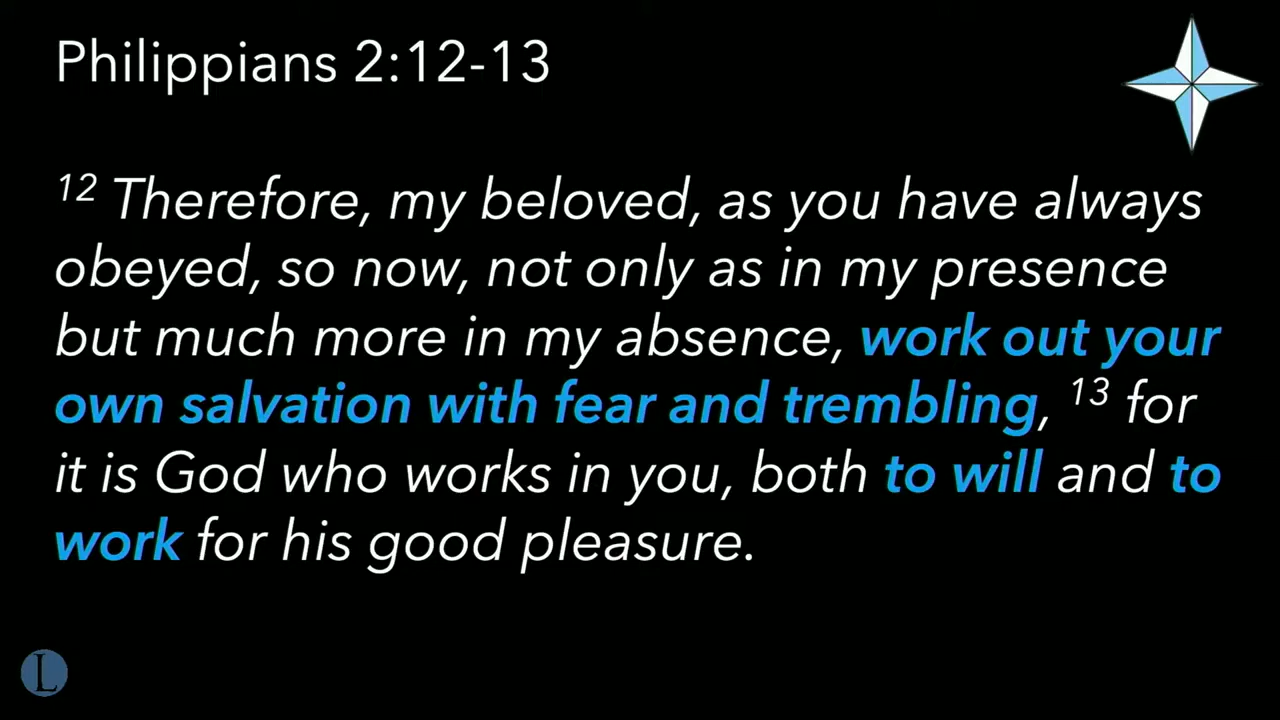 Philippians 2:12-13
12 Therefore, my beloved, as you have always
obeyed, so now, not only as in my presence
but much more in my absence, work out your
own salvation with fear and trembling, 13 for
it is God who works in you, both to will and to
work for his good pleasure.
L